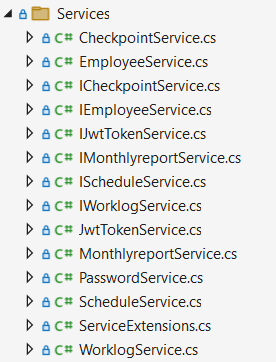 Services
C# CheckpointService.cs
C# EmployeeService.cs
C# ICheckpointService.cs
C# IEmployeeService.cs
C# IJwtTokenService.cs
C# IMonthlyreportService.cs
C# IScheduleService.cs
C# IWorklogService.cs
C# JwtTokenService.cs
C# MonthlyreportService.cs
C# PasswordService.cs
C# ScheduleService.cs
C# ServiceExtensions.cs
C# WorklogService.cs